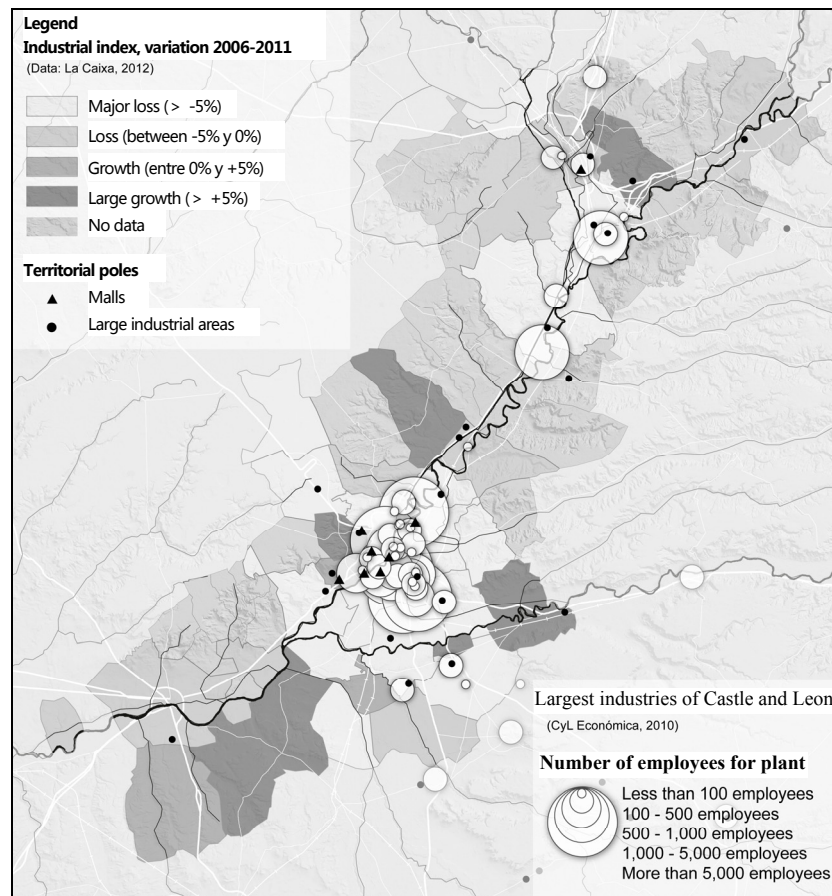 Legend
Industrial index, variation 2006-2011
(Data: La Caixa, 2012)
Major loss (> -5%)
Loss (between -5% y 0%)
Growth (entre 0% y +5%)
Large growth (> +5%)
No data
Territorial poles
Malls
Large industrial areas
Largest industries of Castle and Leon
(CyL Económica, 2010)
Number of employees for plant
Less than 100 employees
100 - 500 employees
500 - 1,000 employees
1,000 - 5,000 employees
More than 5,000 employees